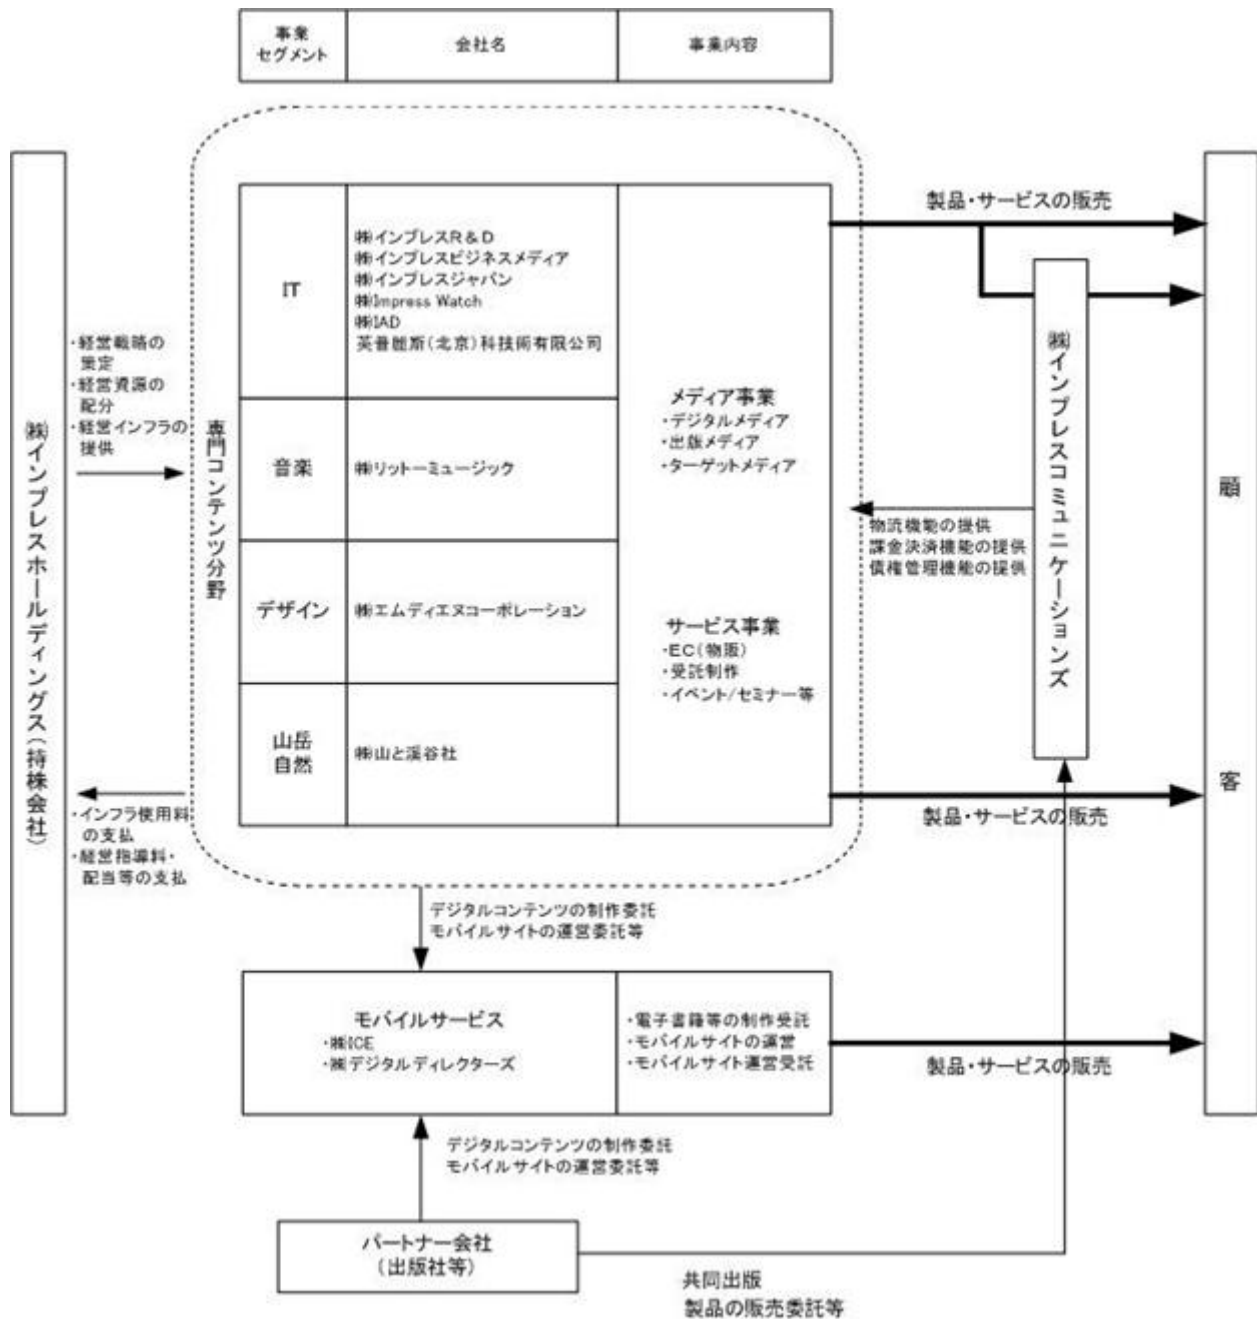 事業
セグメント
会社名
事業内容
㈱インプレスホールディングス(持株会社)
・経営戦略の
策定
・経営資源の
配分
・経営インフラの
提供
・インフラ使用料
の支払
・経営指導料・
配当等の支払
専門コンテンツ分野
IT
㈱インプレスR&D
㈱インプレスビジネスメディア
㈱インプレスジャパン
㈱Impress Watch
㈱IAD
英普麗斯(北京)科技術有限公司
音楽
㈱リットーミュージック
デザイン
㈱エムディエヌコーポレーション
山岳
自然
㈱山と溪谷社
メディア事業
・デジタルメディア
・出版メディア
・ターゲットメディア
サービス事業
・EC(物販)
・受託制作
・イベント/セミナー等
製品・サービスの販売
㈱インプレスコミュニケーションズ
物流機能の提供
課金決済機能の提供
債権管理機能の提供
製品・サービスの販売
顧客
デジタルコンテンツの制作委託
モバイルサイトの運営委託等
モバイルサービス
・㈱ICE
・㈱デジタルディレクターズ
・電子書籍等の制作受託
・モバイルサイトの運営
・モバイルサイト運営受託
製品・サービスの販売
デジタルコンテンツの制作委託
モバイルサイトの運営委託等
パートナー会社
(出版社等)
共同出版
製品の販売委託等